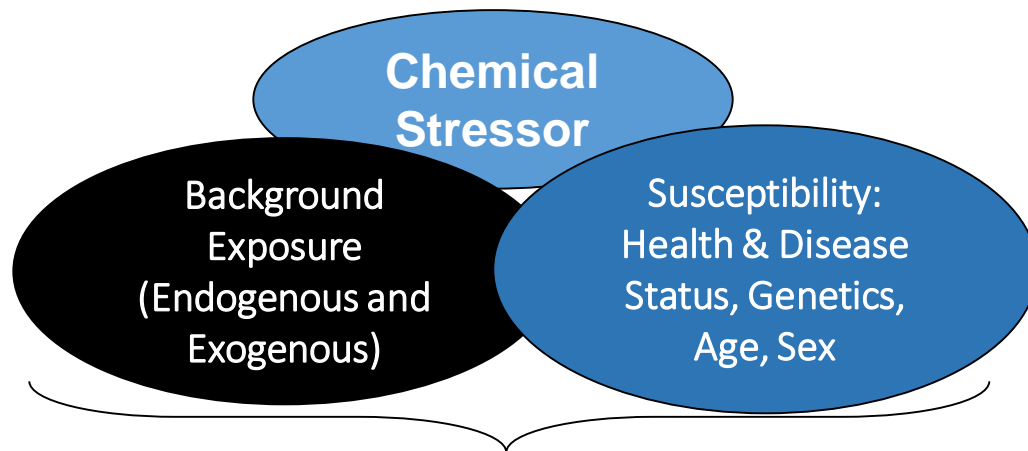 Chemical
Stressor
Background
Exposure
(Endogenous and
Exogenous)
Susceptibility:
Health & Disease
Status, Genetics,
Age, Sex